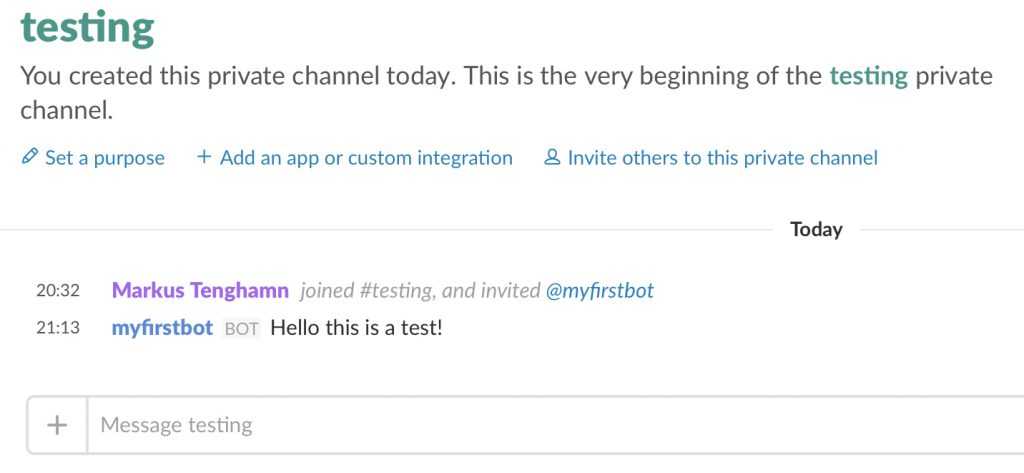 testing
You created this private channel today. This is the very beginning of the testing private
channel.
Set a purpose Add an app or custom integration Invite others to this private channel
Today
20:32 Markus Tenghamn joined #testing, and invited @myfirstbot
21:13 myfirstbot BOT Hello this is a test!
+ Message testing